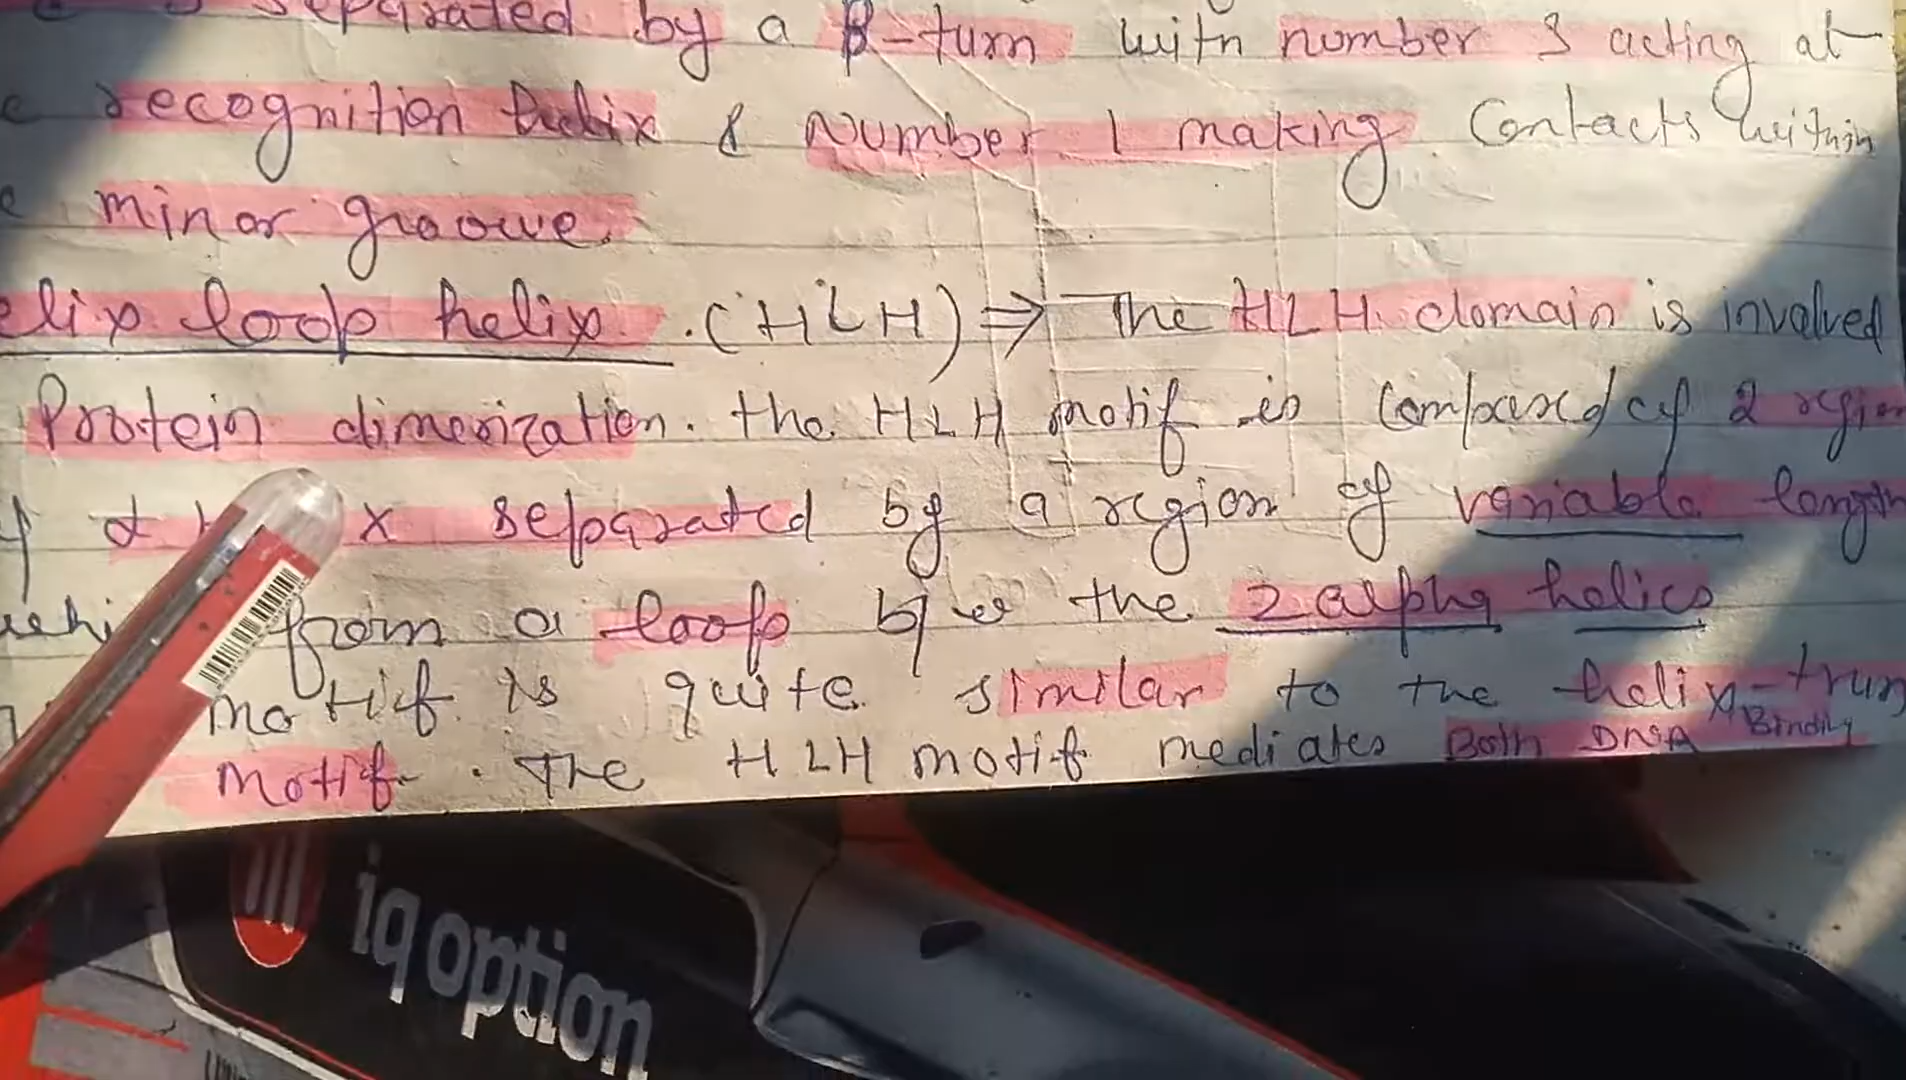 separated by a β-turn with number 3 acting at
recognition helix & Number 1 making Contacts within
minor groove.
elix loop helix. (HLH) ⇒ The HLH domain is involved
Protein dimerization. the HLH motif is Composed of 2 region
α x separated by a region of variable length
from a loop b/w the 2 alpha helics
motif is quite similar to the helix-trun
Motif. The HLH motif mediates Both DNA Binding
iq option